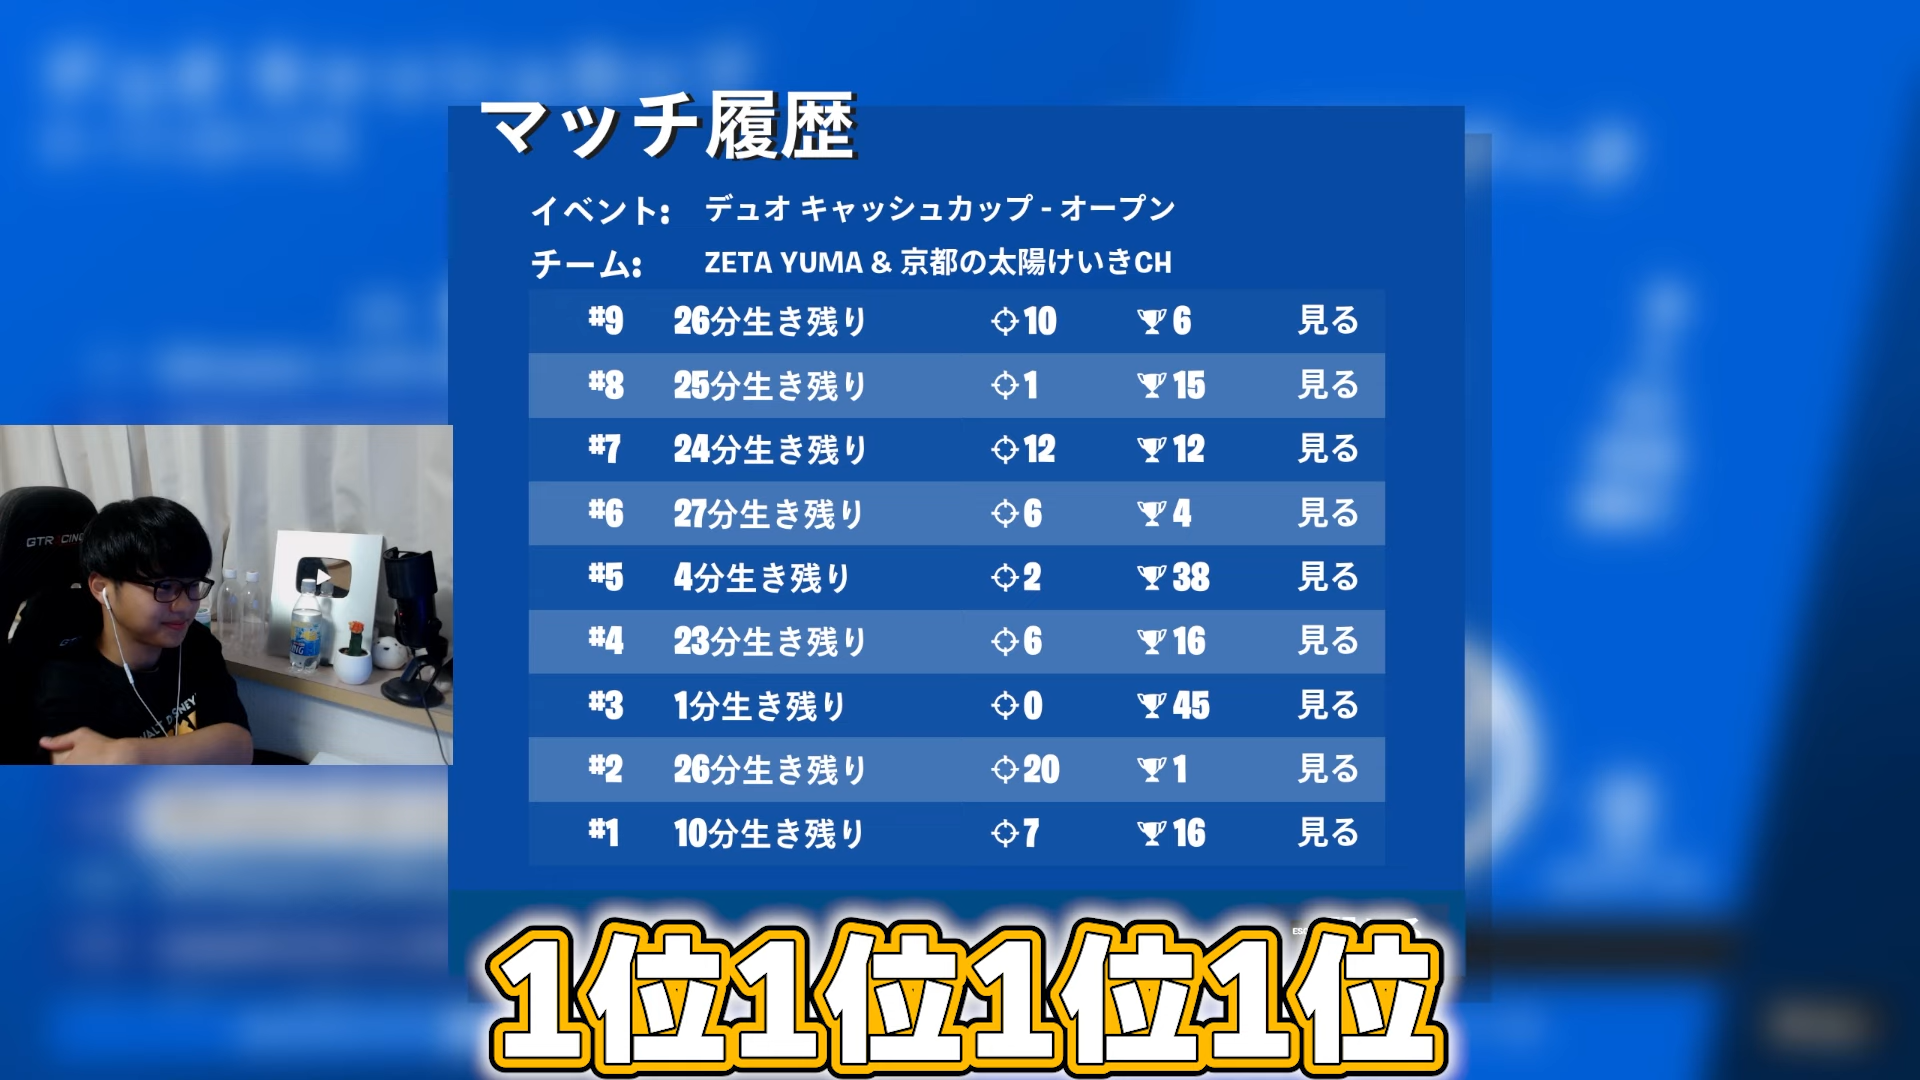 マッチ履歴
イベント: デュオ キャッシュカップ - オープン
チーム: ZETA YUMA & 京都の太陽けいきCH
#9 26分生き残り 10 6 見る
#8 25分生き残り 1 15 見る
#7 24分生き残り 12 12 見る
#6 27分生き残り 6 4 見る
#5 4分生き残り 2 38 見る
#4 23分生き残り 6 16 見る
#3 1分生き残り 0 45 見る
#2 26分生き残り 20 1 見る
#1 10分生き残り 7 16 見る
1位1位1位1位